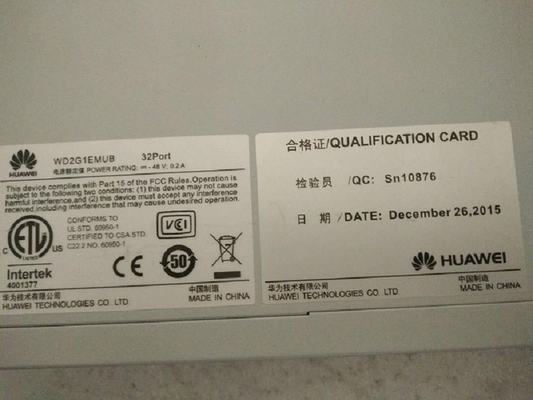 HUAWEI
WD2G1EMUB 32Port
电源额定值 POWER RATING: ⎓ -48 V; 0.2 A
This device complies with Part 15 of the FCC Rules.Operation is
subject to the following two conditions: (1) this device may not cause
harmful interference,and (2) this device must accept any interference
received,including interference that may cause undesired operation.
C ETL US
Intertek
4001377
CONFORMS TO
UL STD. 60950-1
CERTIFIED TO CSA STD.
C22.2 NO. 60950-1
VCI
50
华为技术有限公司
HUAWEI TECHNOLOGIES CO. LTD.
中国制造
MADE IN CHINA
合格证/QUALIFICATION CARD
检验员 /QC: Sn10876
日 期 /DATE: December 26,2015
HUAWEI
华为技术有限公司
HUAWEI TECHNOLOGIES CO. LTD.
中国制造
MADE IN CHINA